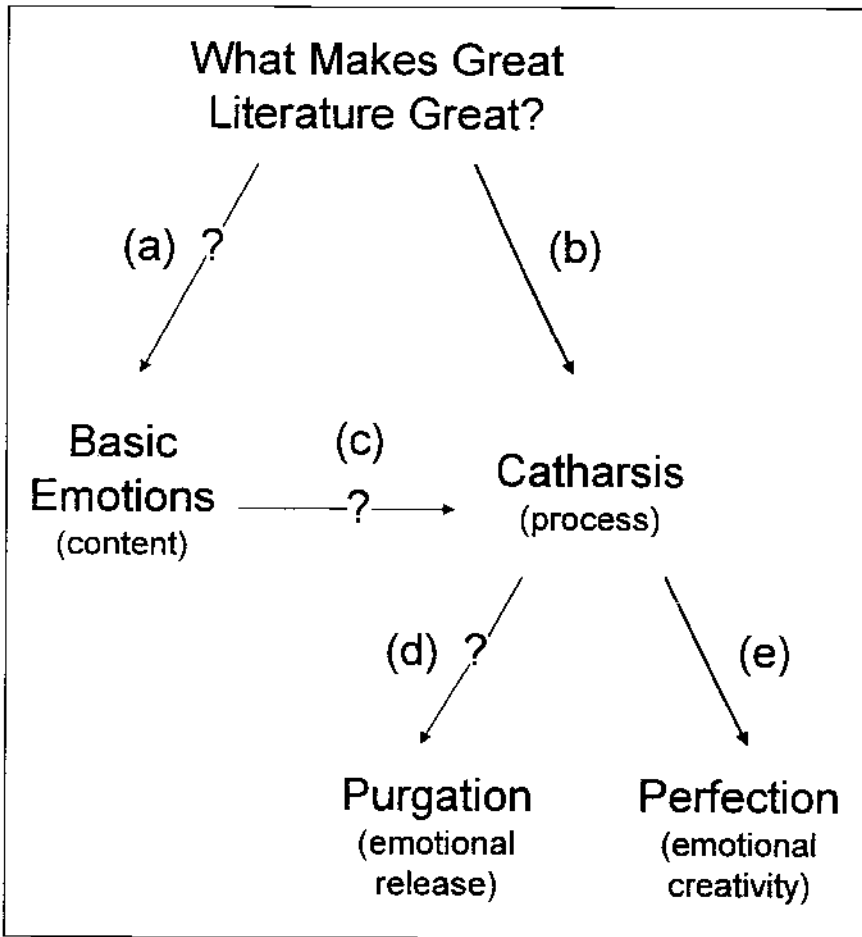 What Makes Great
Literature Great?
(a) ?
(b)
Basic
Emotions
(content)
(c)
?
Catharsis
(process)
(d) ?
(e)
Purgation
(emotional
release)
Perfection
(emotional
creativity)